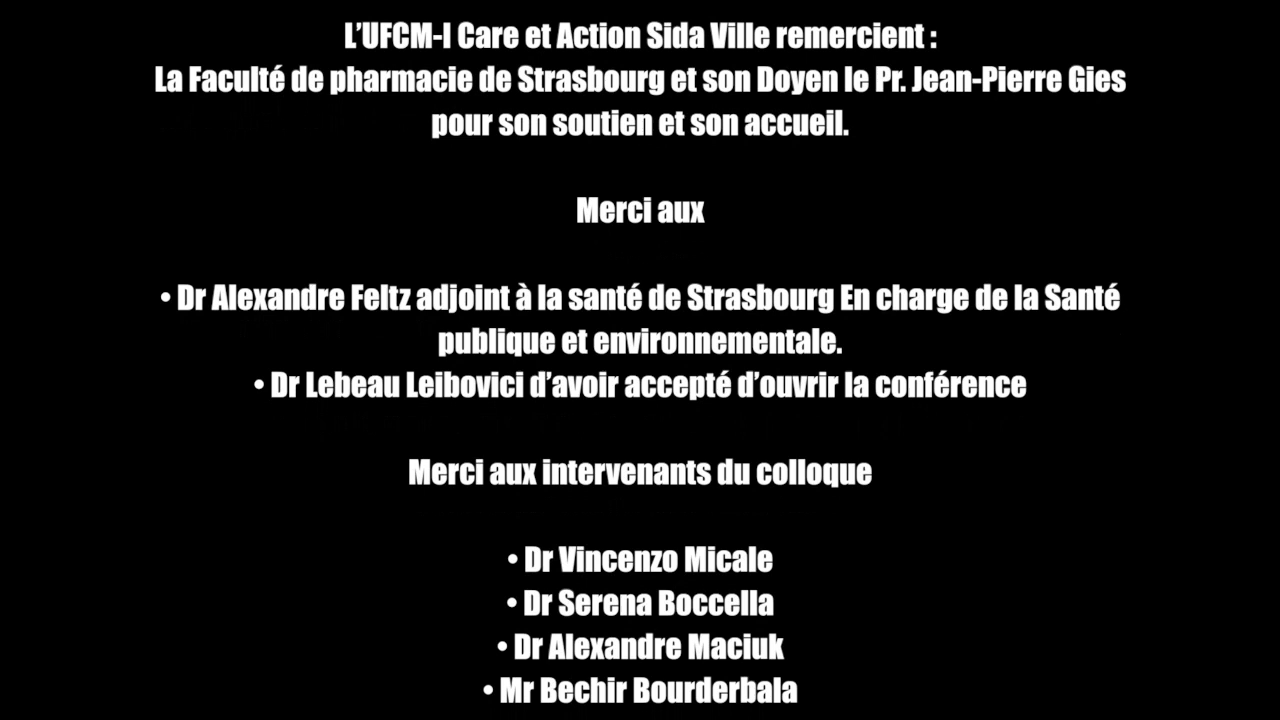 L’UFCM-I Care et Action Sida Ville remercient :
La Faculté de pharmacie de Strasbourg et son Doyen le Pr. Jean-Pierre Gies
pour son soutien et son accueil.
Merci aux
• Dr Alexandre Feltz adjoint à la santé de Strasbourg En charge de la Santé
publique et environnementale.
• Dr Lebeau Leibovici d’avoir accepté d’ouvrir la conférence
Merci aux intervenants du colloque
• Dr Vincenzo Micale
• Dr Serena Boccella
• Dr Alexandre Maciuk
• Mr Bechir Bourderbala